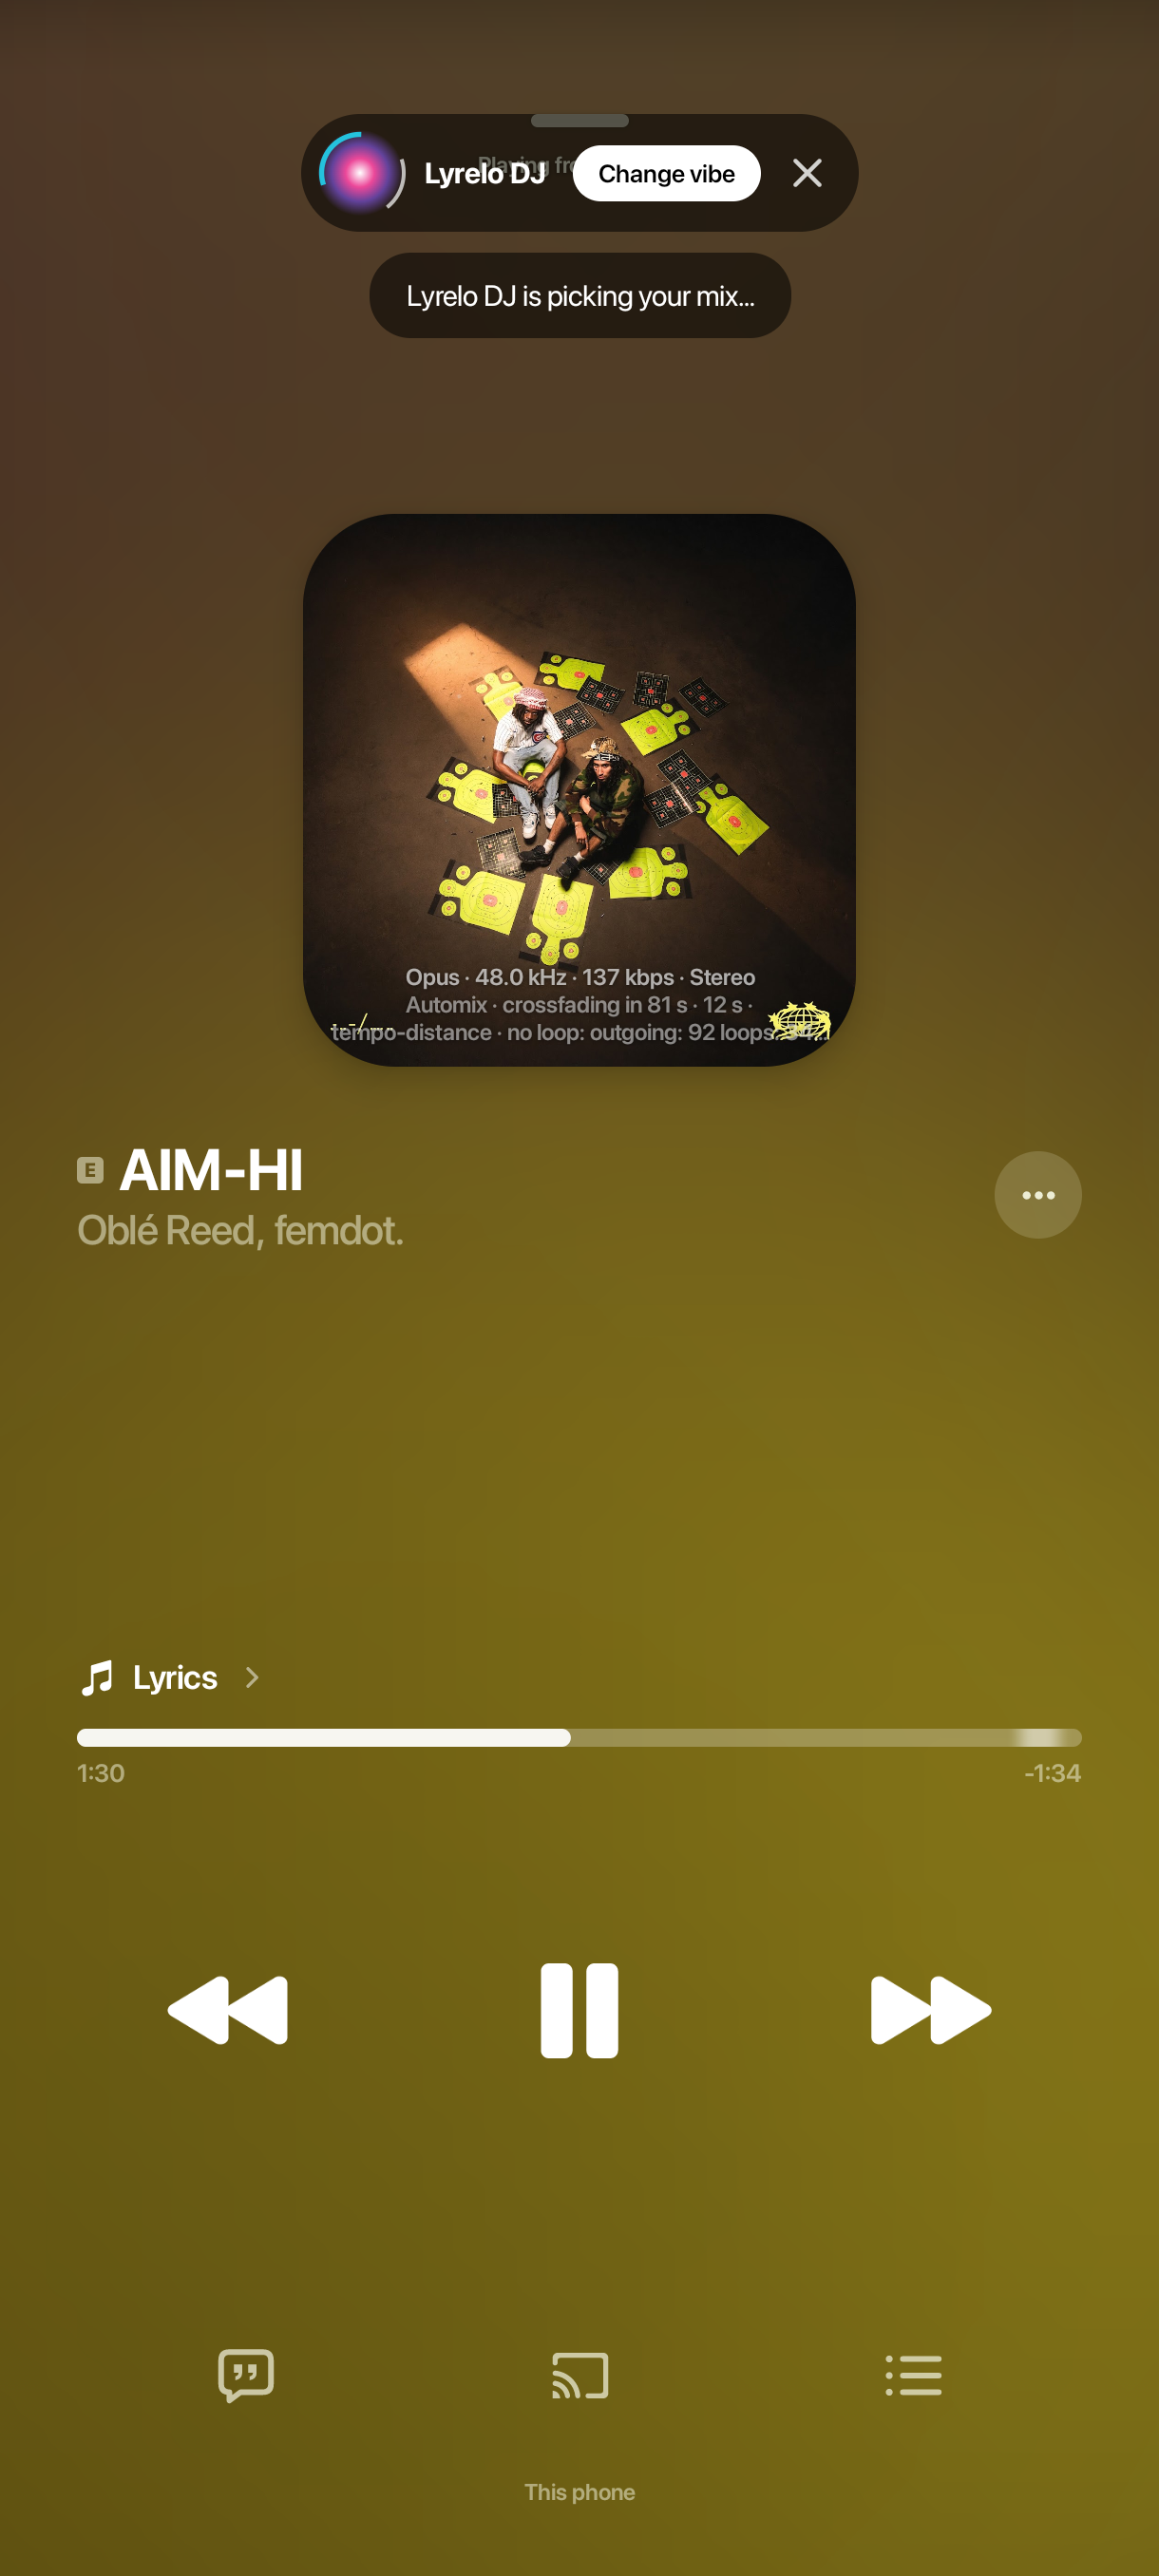 Playing fro
Lyrelo DJ
Change vibe
Lyrelo DJ is picking your mix...
Opus · 48.0 kHz · 137 kbps · Stereo
Automix · crossfading in 81 s · 12 s ·
tempo-distance · no loop: outgoing: 92 loops,
E AIM-HI
Oblé Reed, femdot.
Lyrics
1:30
-1:34
This phone